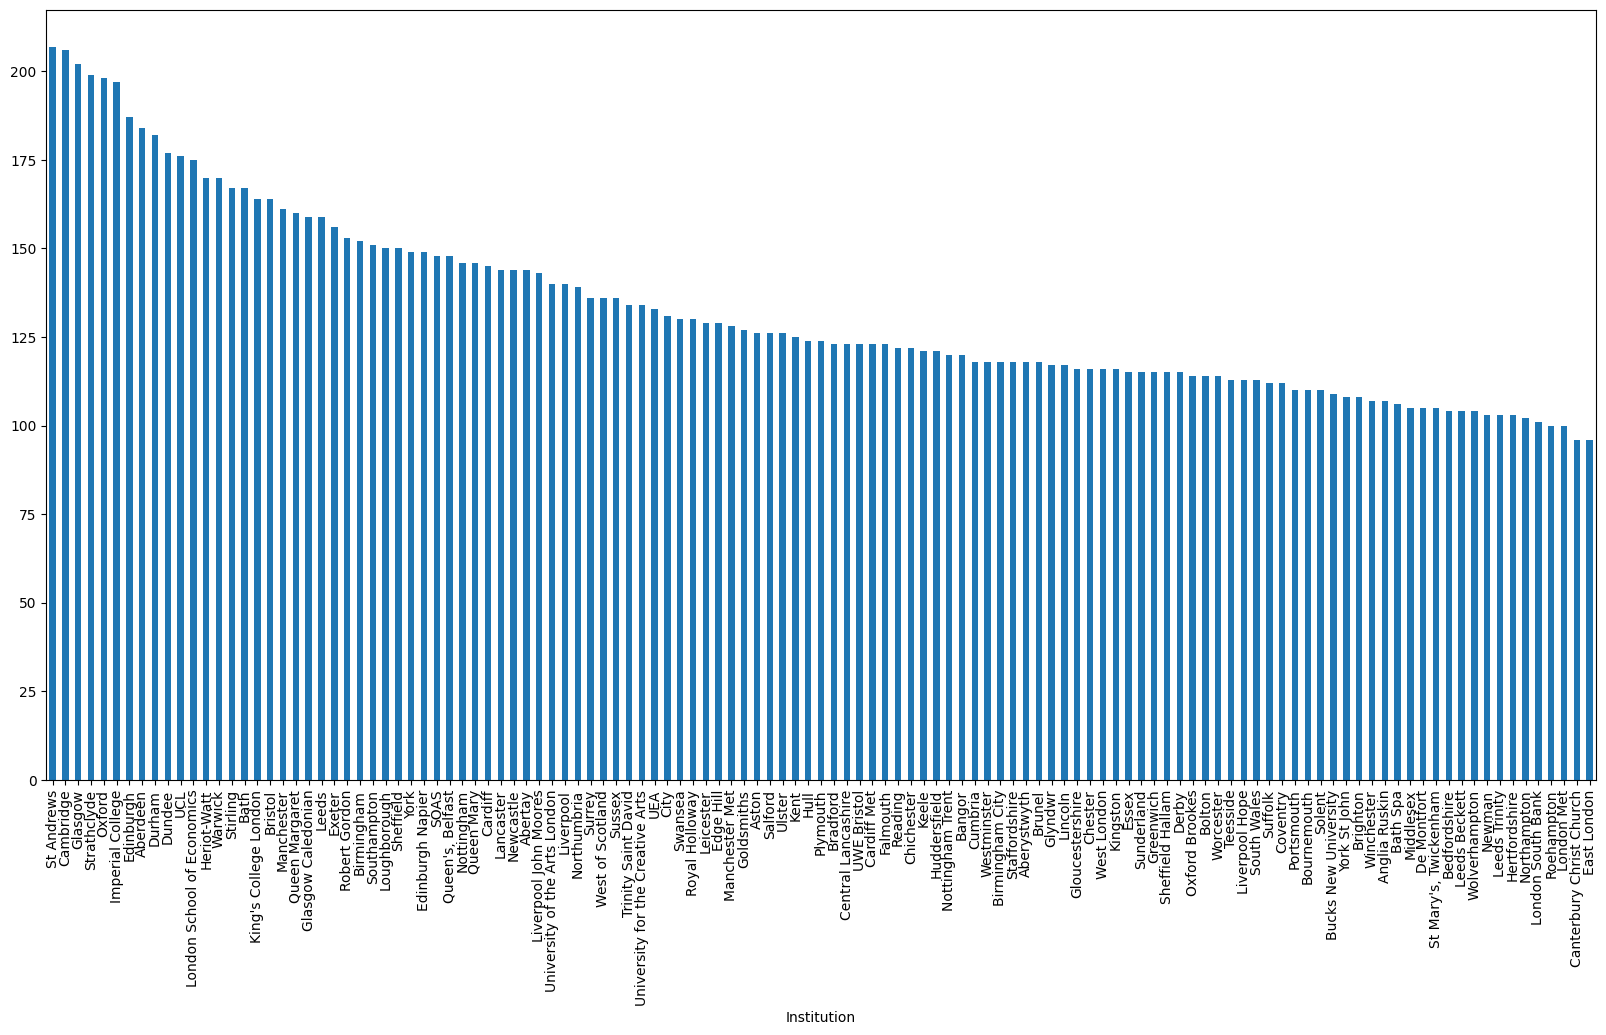 200
175
150
125
100
75
50
25
0
St Andrews
Cambridge
Glasgow
Strathclyde
Oxford
Imperial College
Edinburgh
Aberdeen
Durham
Dundee
UCL
London School of Economics
Heriot-Watt
Warwick
Stirling
Bath
King's College London
Bristol
Manchester
Queen Margaret
Glasgow Caledonian
Leeds
Exeter
Robert Gordon
Birmingham
Southampton
Loughborough
Sheffield
York
Edinburgh Napier
SOAS
Queen's, Belfast
Nottingham
Queen Mary
Cardiff
Lancaster
Newcastle
Abertay
Liverpool John Moores
University of the Arts London
Liverpool
Northumbria
Surrey
West of Scotland
Sussex
Trinity Saint David
University for the Creative Arts
UEA
City
Swansea
Royal Holloway
Leicester
Edge Hill
Manchester Met
Goldsmiths
Aston
Salford
Ulster
Kent
Hull
Plymouth
Bradford
Central Lancashire
UWE Bristol
Cardiff Met
Falmouth
Reading
Chichester
Keele
Huddersfield
Nottingham Trent
Bangor
Cumbria
Westminster
Birmingham City
Staffordshire
Aberystwyth
Brunel
Glyndwr
Lincoln
Gloucestershire
Chester
West London
Kingston
Essex
Sunderland
Greenwich
Sheffield Hallam
Derby
Oxford Brookes
Bolton
Worcester
Teesside
Liverpool Hope
South Wales
Suffolk
Coventry
Portsmouth
Bournemouth
Solent
Bucks New University
York St John
Brighton
Winchester
Anglia Ruskin
Bath Spa
Middlesex
De Montfort
St Mary's, Twickenham
Bedfordshire
Leeds Beckett
Wolverhampton
Newman
Leeds Trinity
Hertfordshire
Northampton
London South Bank
Roehampton
London Met
Canterbury Christ Church
East London
Institution